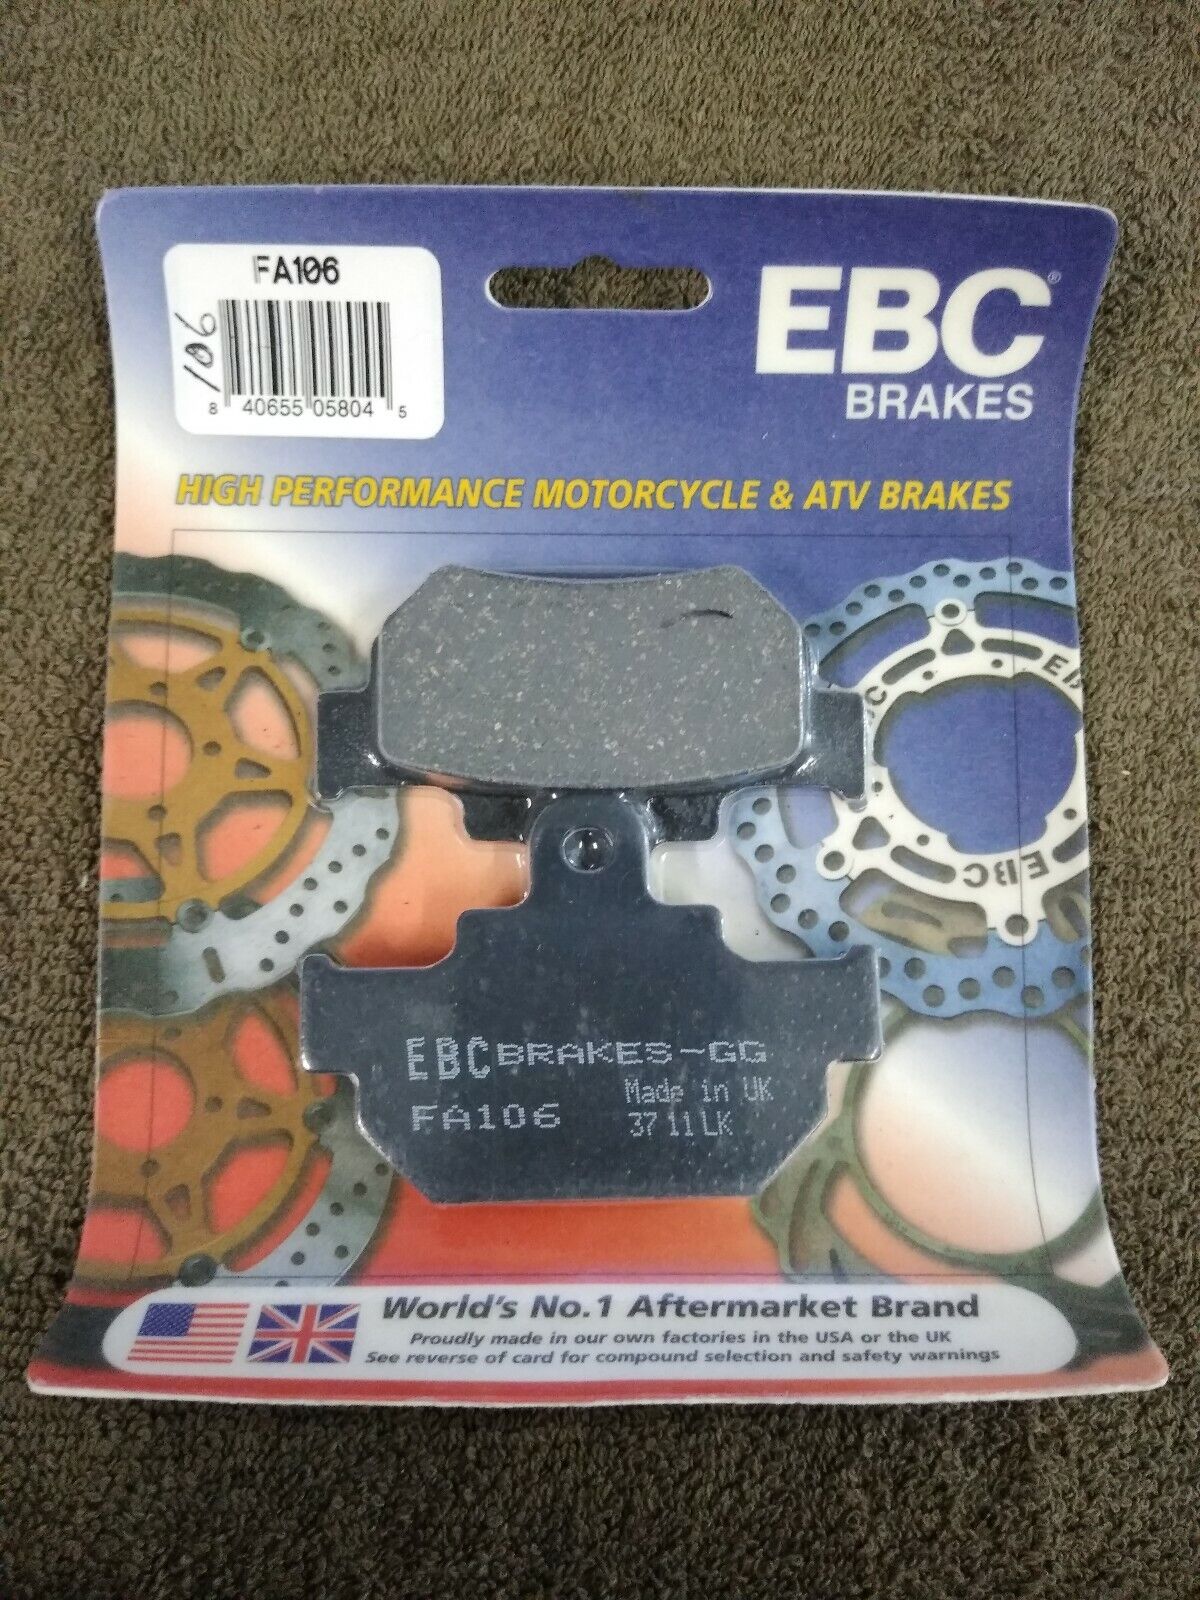 FA106
106
8 40655 05804 5
EBC®
BRAKES
HIGH PERFORMANCE MOTORCYCLE & ATV BRAKES
EBC
EBC
EBC BRAKES-GG
Made in UK
FA106
37 11 LK
World's No.1 Aftermarket Brand
Proudly made in our own factories in the USA or the UK
See reverse of card for compound selection and safety warnings